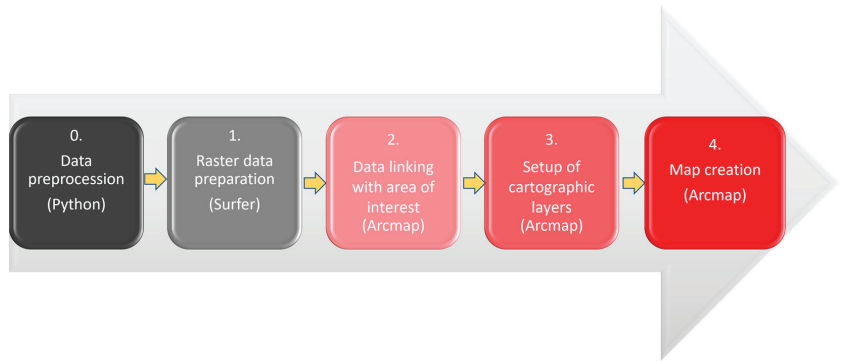 0.
Data
preprocession
(Python)
1.
Raster data
preparation
(Surfer)
2.
Data linking
with area of
interest
(Arcmap)
3.
Setup of
cartographic
layers
(Arcmap)
4.
Map creation
(Arcmap)